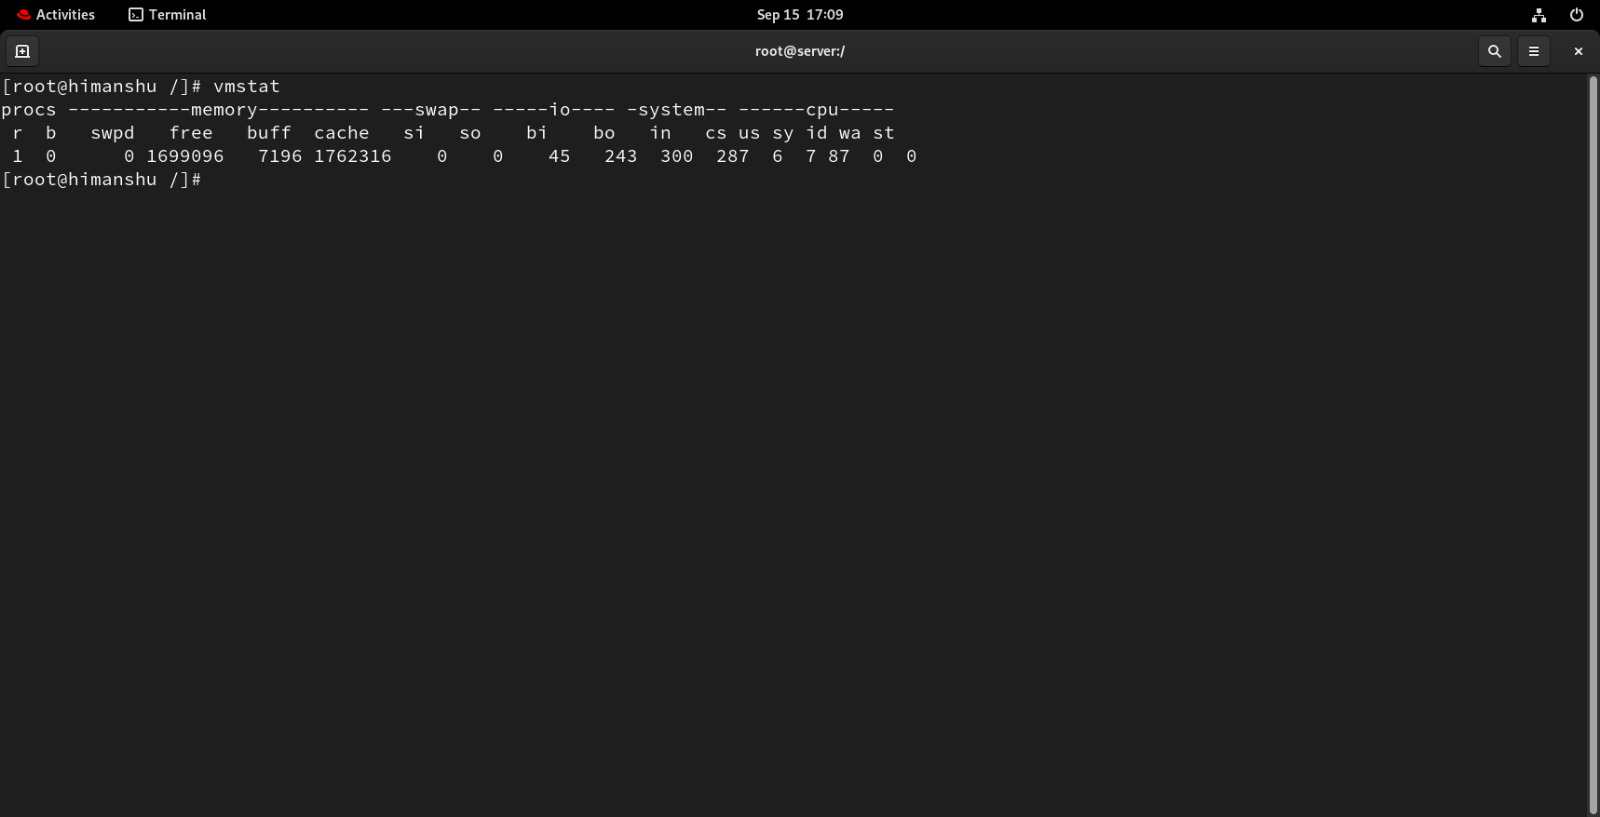 Activities Terminal Sep 15 17:09
root@server:/
[root@himanshu /]# vmstat
procs -----------memory---------- ---swap-- -----io---- -system-- ------cpu-----
 r  b   swpd   free   buff  cache   si   so    bi    bo   in   cs us sy id wa st
 1  0      0 1699096   7196 1762316    0    0    45   243  300  287  6  7 87  0  0
[root@himanshu /]#